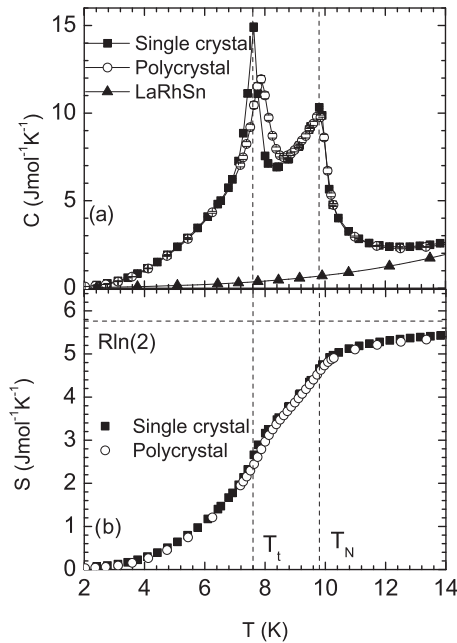 15
10
5
0
C (Jmol⁻¹K⁻¹)
Single crystal
Polycrystal
LaRhSn
(a)
6
5
4
3
2
1
0
S (Jmol⁻¹K⁻¹)
Rln(2)
Single crystal
Polycrystal
(b)
Tₜ
T_N
2 4 6 8 10 12 14
T (K)